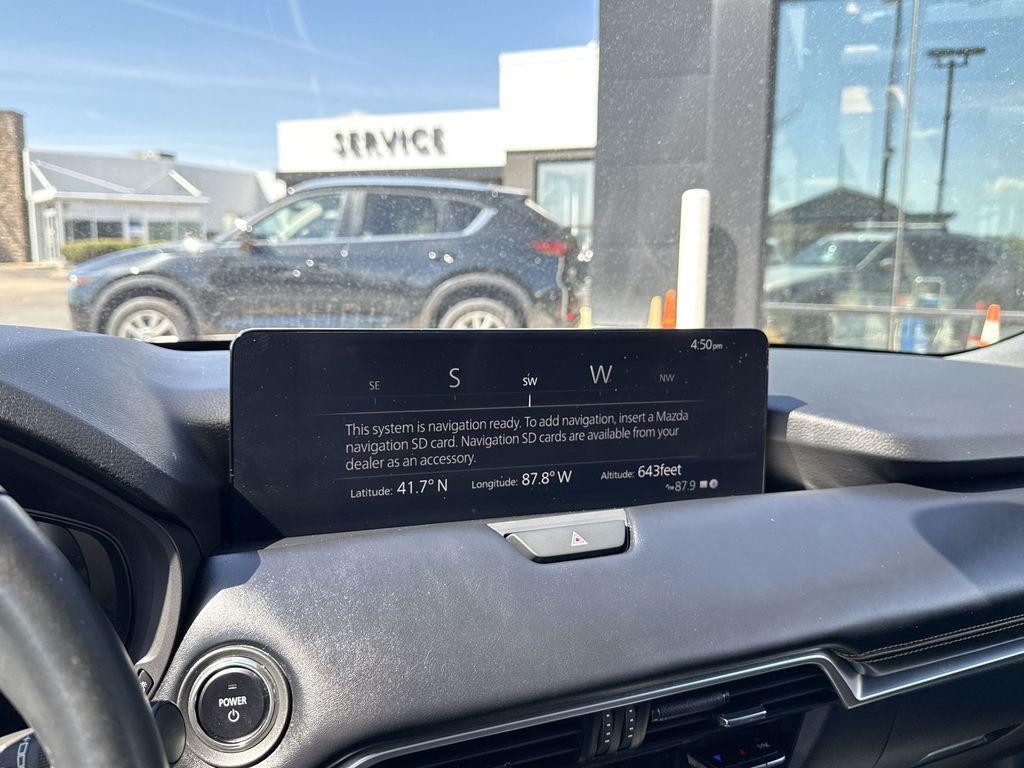 SERVICE
4:50pm
SE S SW W NW
This system is navigation ready. To add navigation, insert a Mazda
navigation SD card. Navigation SD cards are available from your
dealer as an accessory.
Latitude: 41.7° N Longitude: 87.8° W Altitude: 643feet
FM 87.9
POWER
SYNC